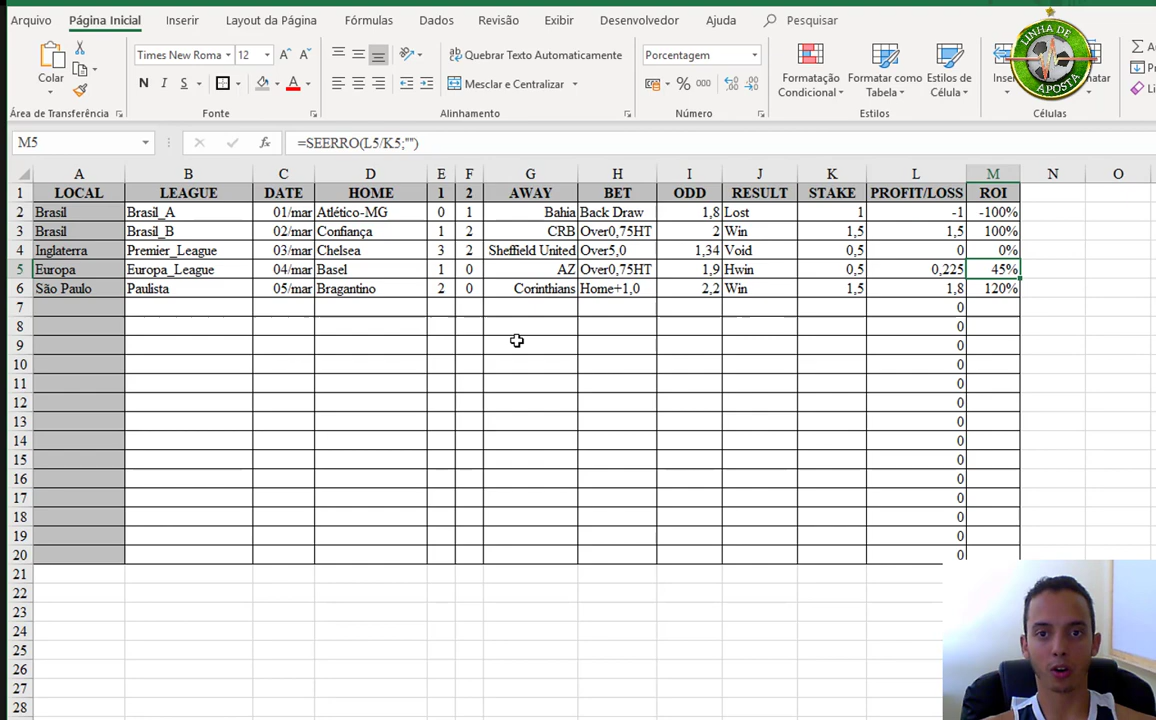 Arquivo Página Inicial Inserir Layout da Página Fórmulas Dados Revisão Exibir Desenvolvedor Ajuda Pesquisar
LINHA DE APOSTA
Colar
Times New Roma 12
Quebrar Texto Automaticamente
Porcentagem
N I S
Mesclar e Centralizar
% 000
Formatação Condicional
Formatar como Tabela
Estilos de Célula
Área de Transferência Fonte Alinhamento Número Estilos Células
M5 fx =SEERRO(L5/K5;"")
A B C D E F G H I J K L M N O
1 LOCAL LEAGUE DATE HOME 1 2 AWAY BET ODD RESULT STAKE PROFIT/LOSS ROI
2 Brasil Brasil_A 01/mar Atlético-MG 0 1 Bahia Back Draw 1,8 Lost 1 -1 -100%
3 Brasil Brasil_B 02/mar Confiança 1 2 CRB Over0,75HT 2 Win 1,5 1,5 100%
4 Inglaterra Premier_League 03/mar Chelsea 3 2 Sheffield United Over5,0 1,34 Void 0,5 0 0%
5 Europa Europa_League 04/mar Basel 1 0 AZ Over0,75HT 1,9 Hwin 0,5 0,225 45%
6 São Paulo Paulista 05/mar Bragantino 2 0 Corinthians Home+1,0 2,2 Win 1,5 1,8 120%
7 0
8 0
9 0
10 0
11 0
12 0
13 0
14 0
15 0
16 0
17 0
18 0
19 0
20 0
21
22
23
24
25
26
27
28